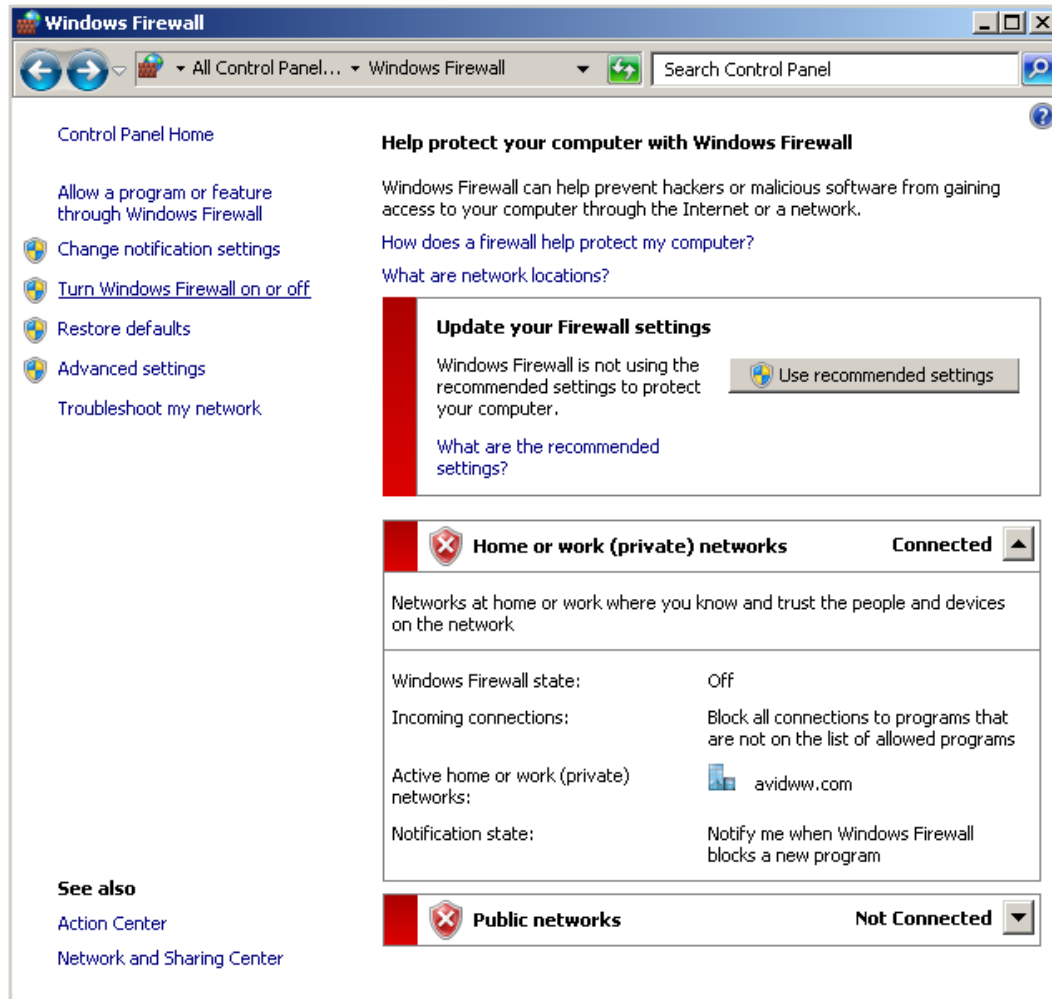 Windows Firewall
All Control Panel... Windows Firewall
Search Control Panel
Control Panel Home
Allow a program or feature
through Windows Firewall
Change notification settings
Turn Windows Firewall on or off
Restore defaults
Advanced settings
Troubleshoot my network
See also
Action Center
Network and Sharing Center
Help protect your computer with Windows Firewall
Windows Firewall can help prevent hackers or malicious software from gaining
access to your computer through the Internet or a network.
How does a firewall help protect my computer?
What are network locations?
Update your Firewall settings
Windows Firewall is not using the
recommended settings to protect
your computer.
Use recommended settings
What are the recommended
settings?
Home or work (private) networks Connected
Networks at home or work where you know and trust the people and devices
on the network
Windows Firewall state: Off
Incoming connections: Block all connections to programs that
are not on the list of allowed programs
Active home or work (private)
networks:
avidww.com
Notification state: Notify me when Windows Firewall
blocks a new program
Public networks Not Connected